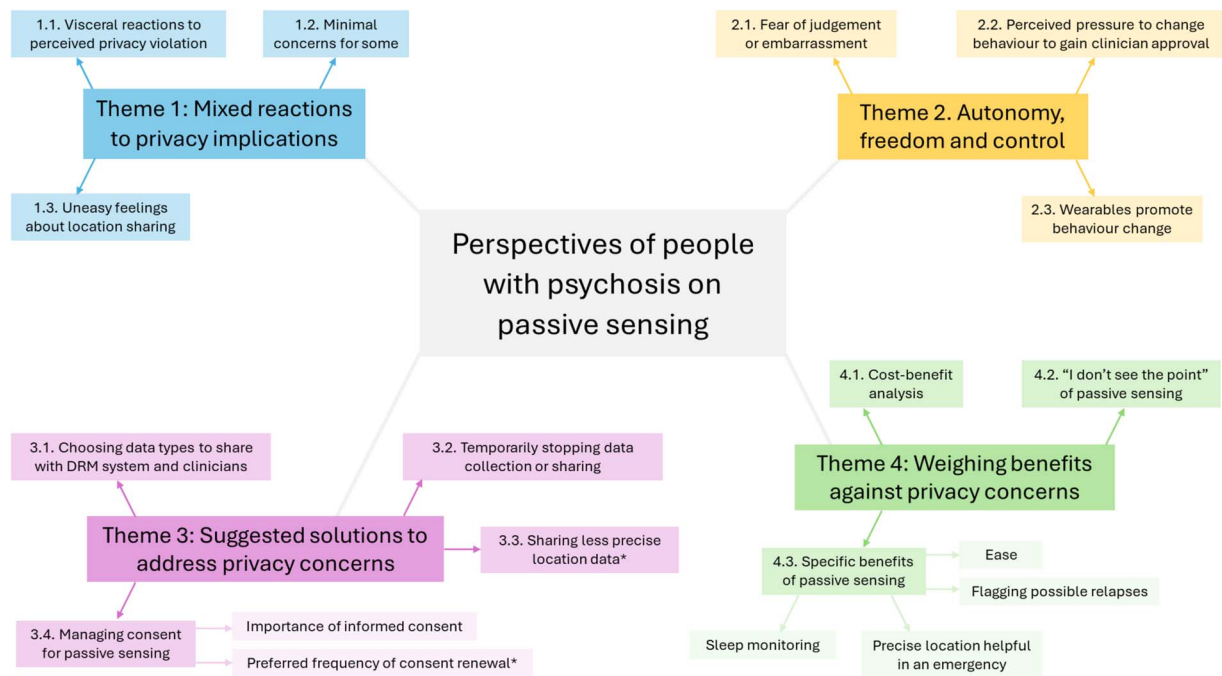 1.1. Visceral reactions to
perceived privacy violation
1.2. Minimal
concerns for some
Theme 1: Mixed reactions
to privacy implications
1.3. Uneasy feelings
about location sharing
2.1. Fear of judgement
or embarrassment
2.2. Perceived pressure to change
behaviour to gain clinician approval
Theme 2. Autonomy,
freedom and control
2.3. Wearables promote
behaviour change
Perspectives of people
with psychosis on
passive sensing
3.1. Choosing data types to share
with DRM system and clinicians
3.2. Temporarily stopping data
collection or sharing
Theme 3: Suggested solutions to
address privacy concerns
3.3. Sharing less precise
location data*
3.4. Managing consent
for passive sensing
Importance of informed consent
Preferred frequency of consent renewal*
4.1. Cost-benefit
analysis
4.2. “I don’t see the point”
of passive sensing
Theme 4: Weighing benefits
against privacy concerns
4.3. Specific benefits
of passive sensing
Ease
Flagging possible relapses
Sleep monitoring
Precise location helpful
in an emergency